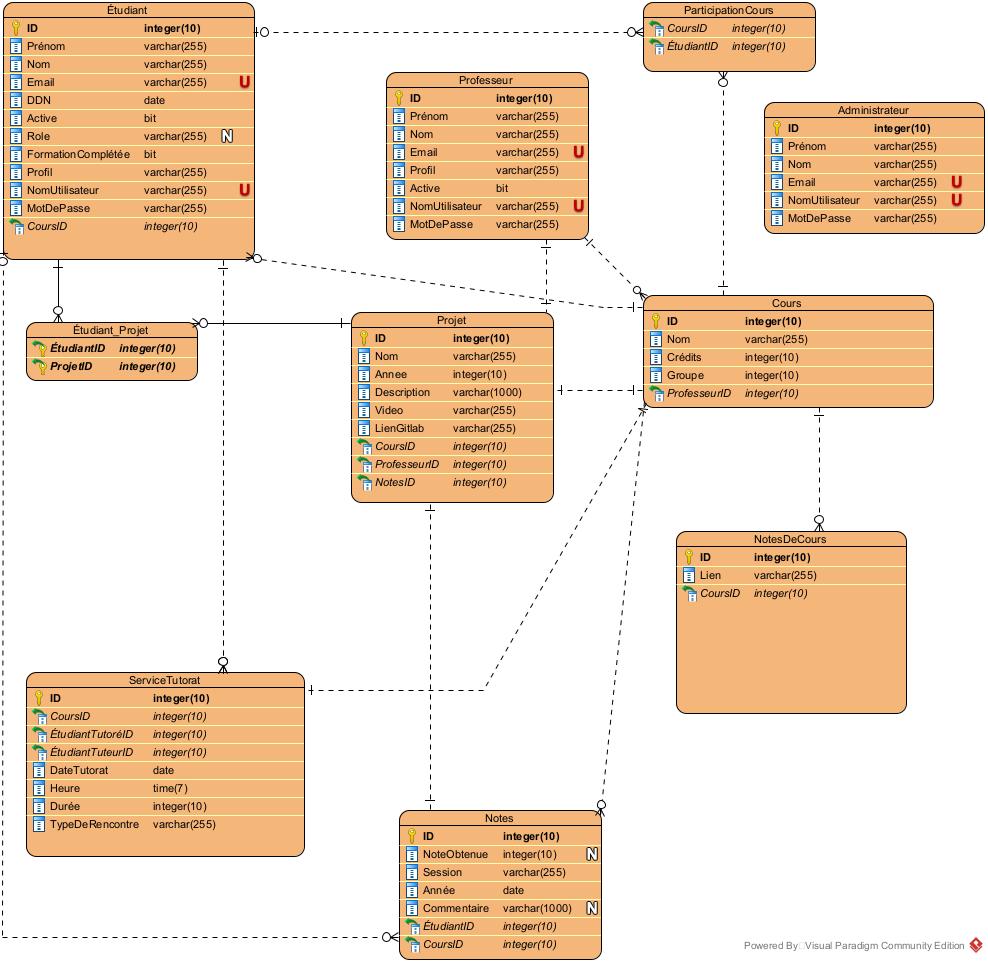 Étudiant
ID integer(10)
Prénom varchar(255)
Nom varchar(255)
Email varchar(255) U
DDN date
Active bit
Role varchar(255) N
FormationComplétée bit
Profil varchar(255)
NomUtilisateur varchar(255) U
MotDePasse varchar(255)
CoursID integer(10)
ParticipationCours
CoursID integer(10)
ÉtudiantID integer(10)
Professeur
ID integer(10)
Prénom varchar(255)
Nom varchar(255)
Email varchar(255) U
Profil varchar(255)
Active bit
NomUtilisateur varchar(255) U
MotDePasse varchar(255)
Administrateur
ID integer(10)
Prénom varchar(255)
Nom varchar(255)
Email varchar(255) U
NomUtilisateur varchar(255) U
MotDePasse varchar(255)
Étudiant_Projet
ÉtudiantID integer(10)
ProjetID integer(10)
Projet
ID integer(10)
Nom varchar(255)
Annee integer(10)
Description varchar(1000)
Video varchar(255)
LienGitlab varchar(255)
CoursID integer(10)
ProfesseurID integer(10)
NotesID integer(10)
Cours
ID integer(10)
Nom varchar(255)
Crédits integer(10)
Groupe integer(10)
ProfesseurID integer(10)
NotesDeCours
ID integer(10)
Lien varchar(255)
CoursID integer(10)
ServiceTutorat
ID integer(10)
CoursID integer(10)
ÉtudiantTutoréID integer(10)
ÉtudiantTuteurID integer(10)
DateTutorat date
Heure time(7)
Durée integer(10)
TypeDeRencontre varchar(255)
Notes
ID integer(10)
NoteObtenue integer(10) N
Session varchar(255)
Année date
Commentaire varchar(1000) N
ÉtudiantID integer(10)
CoursID integer(10)
Powered By Visual Paradigm Community Edition